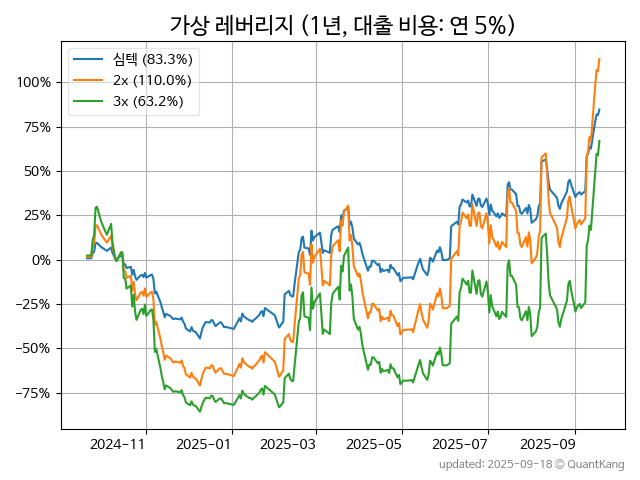 가상 레버리지 (1년, 대출 비용: 연 5%)
심텍 (83.3%)
2x (110.0%)
3x (63.2%)
100%
75%
50%
25%
0%
−25%
−50%
−75%
2024-11 2025-01 2025-03 2025-05 2025-07 2025-09
updated: 2025-09-18 © QuantKang